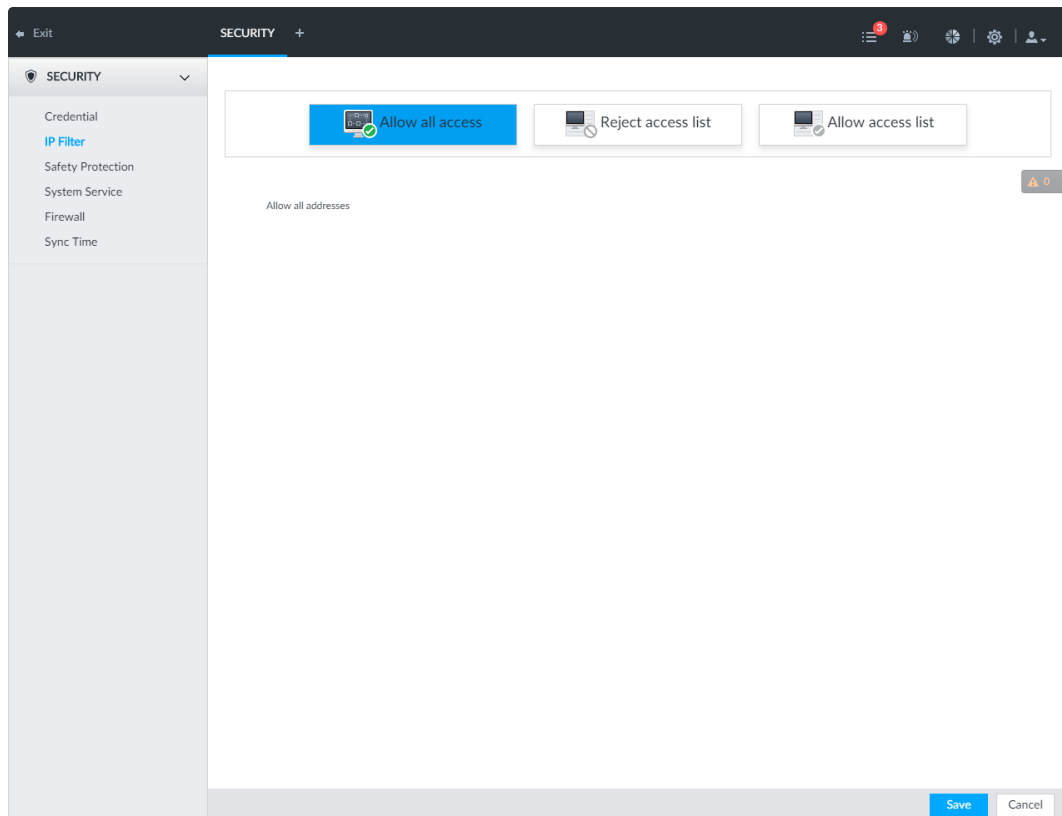 Exit
SECURITY +
3
SECURITY
Credential
IP Filter
Safety Protection
System Service
Firewall
Sync Time
Allow all access
Reject access list
Allow access list
0
Allow all addresses
Save
Cancel